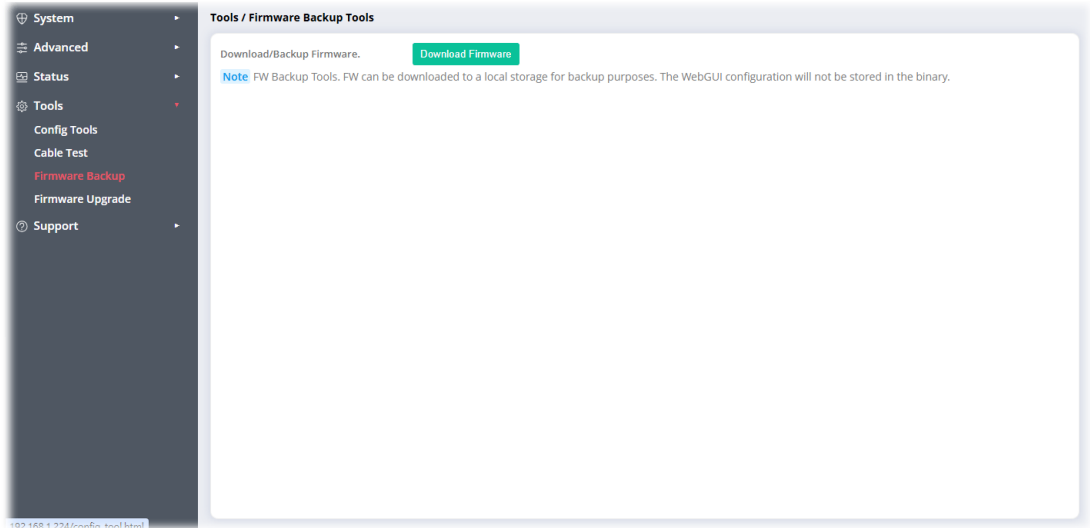 System
Advanced
Status
Tools
Config Tools
Cable Test
Firmware Backup
Firmware Upgrade
Support
Tools / Firmware Backup Tools
Download/Backup Firmware. Download Firmware
Note FW Backup Tools. FW can be downloaded to a local storage for backup purposes. The WebGUI configuration will not be stored in the binary.
192.168.1.224/config_tool.html